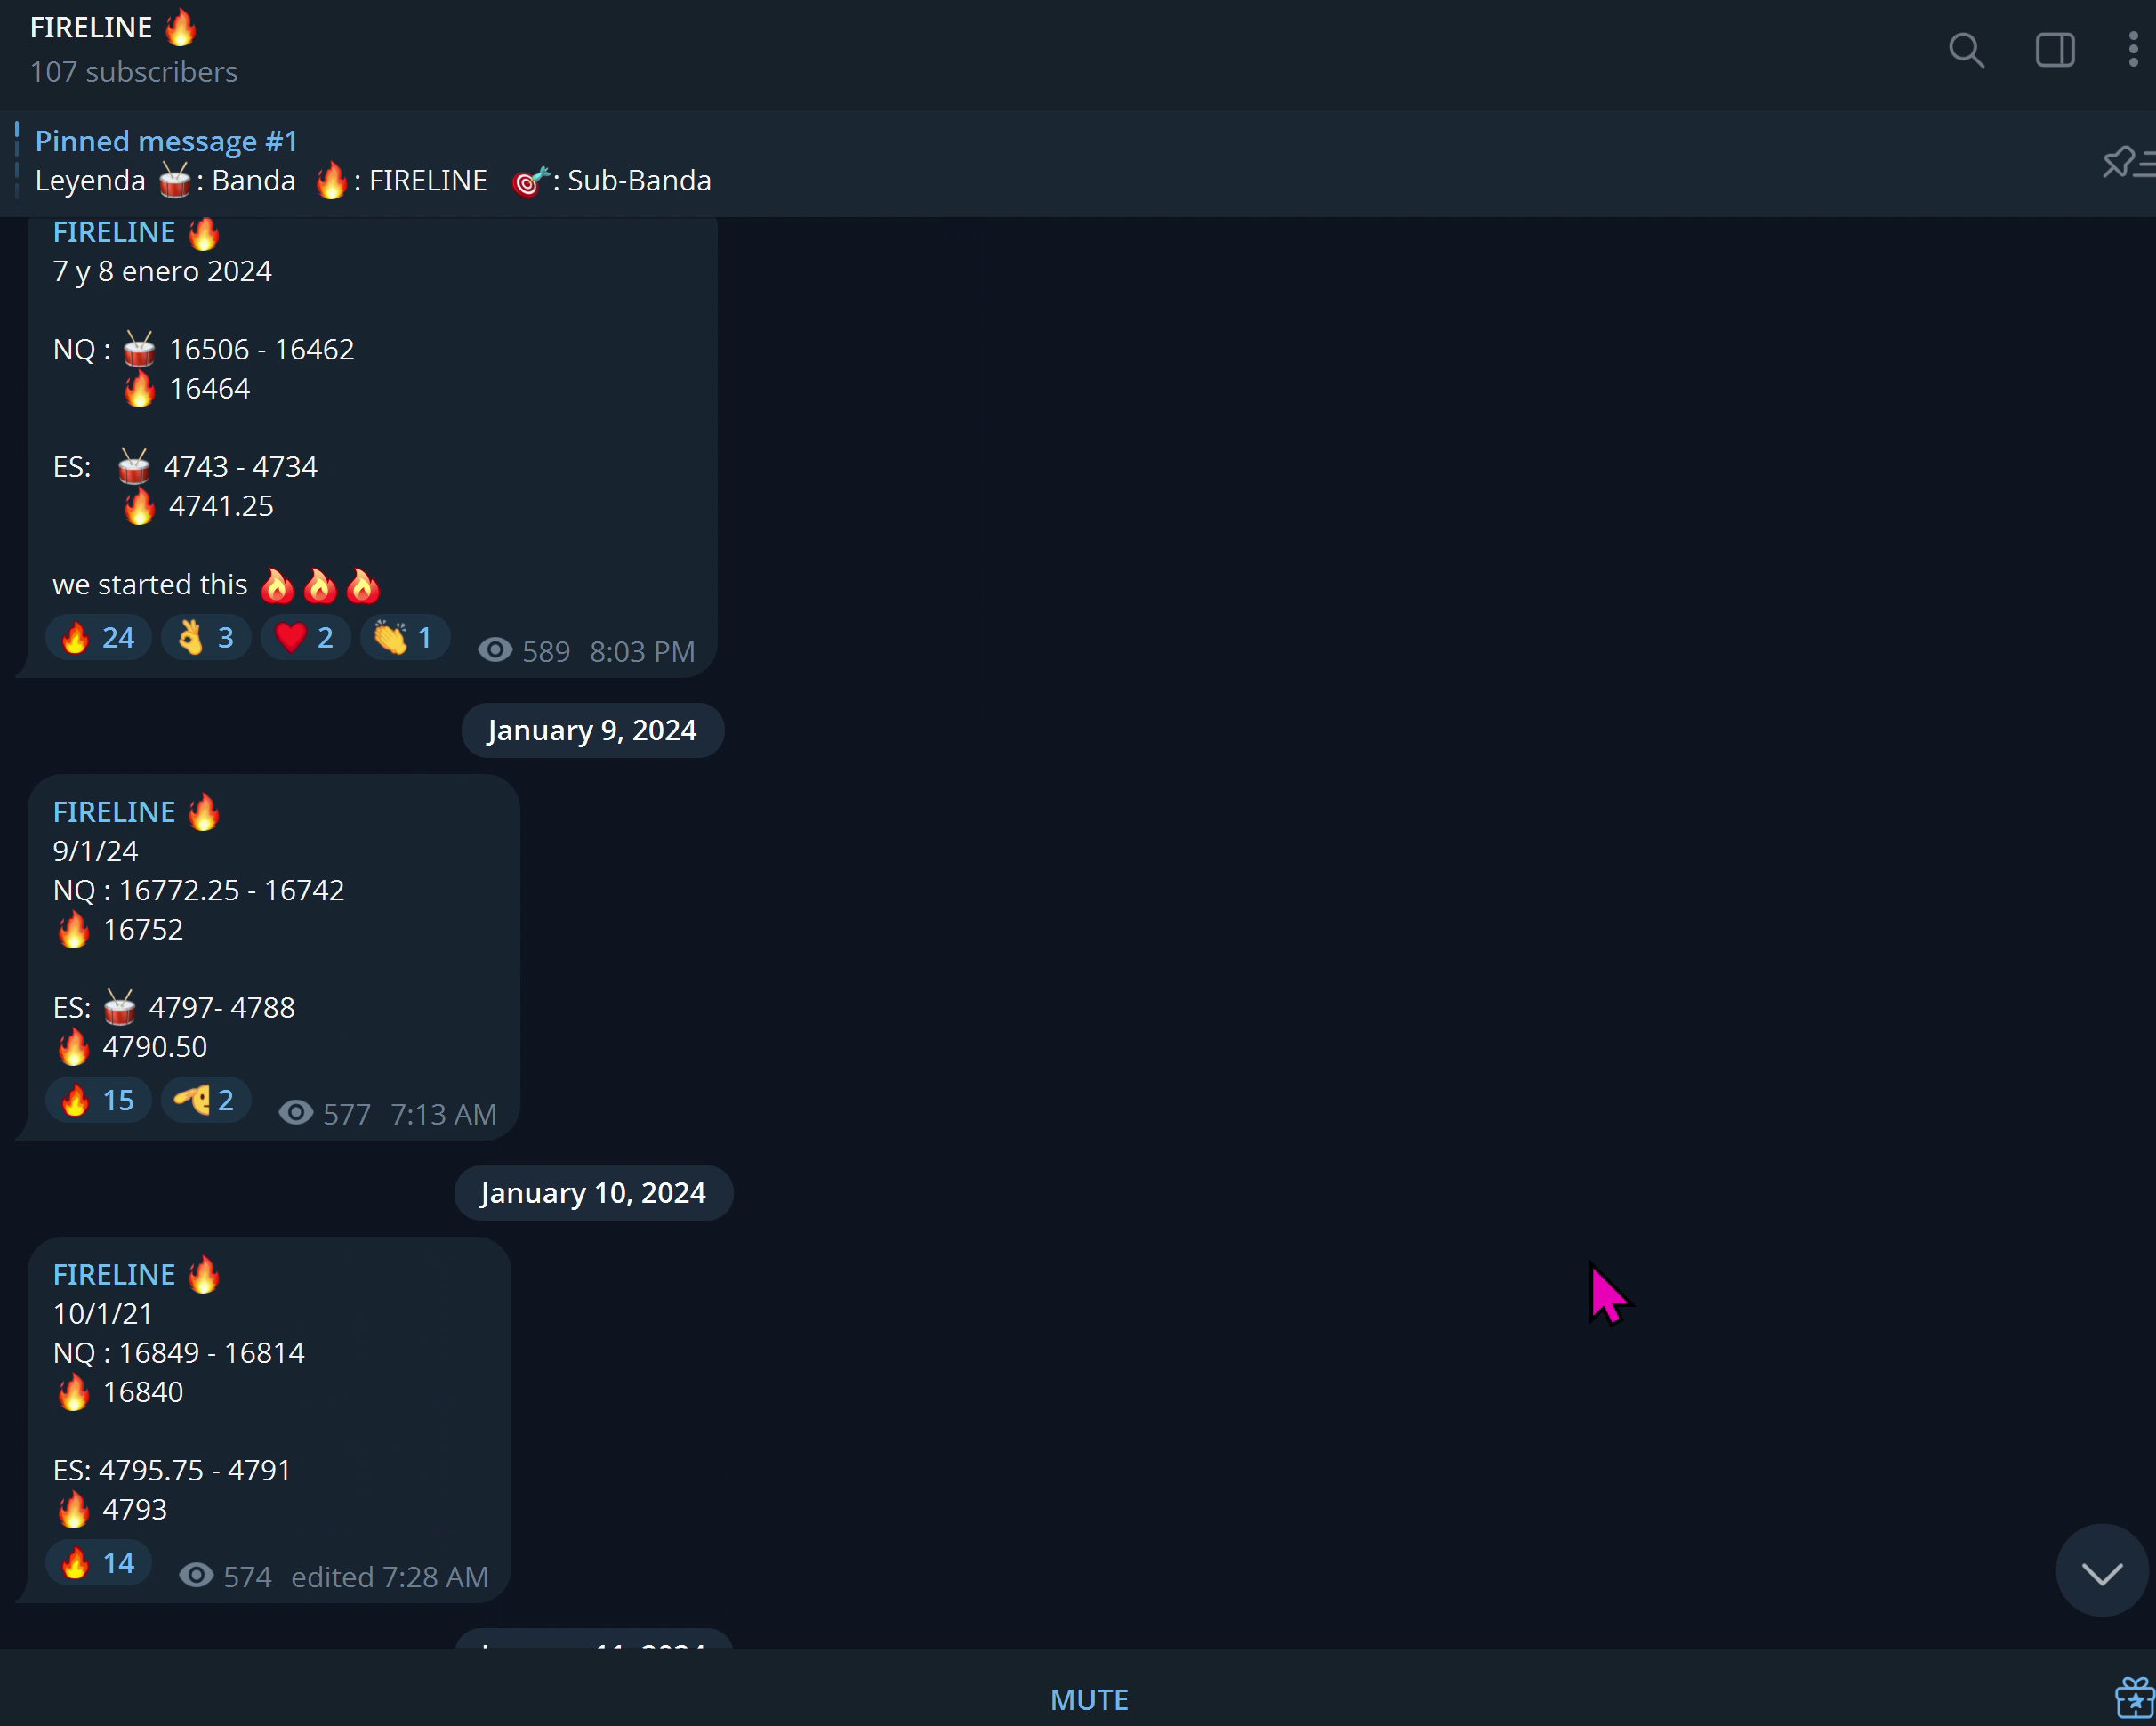 FIRELINE 🔥
107 subscribers
Pinned message #1
Leyenda 🥁: Banda 🔥: FIRELINE 🎯: Sub-Banda
FIRELINE 🔥
7 y 8 enero 2024
NQ : 🥁 16506 - 16462
🔥 16464
ES: 🥁 4743 - 4734
🔥 4741.25
we started this 🔥🔥🔥
🔥 24 👌 3 ❤️ 2 👏 1 589 8:03 PM
January 9, 2024
FIRELINE 🔥
9/1/24
NQ : 16772.25 - 16742
🔥 16752
ES: 🥁 4797- 4788
🔥 4790.50
🔥 15 2 577 7:13 AM
January 10, 2024
FIRELINE 🔥
10/1/21
NQ : 16849 - 16814
🔥 16840
ES: 4795.75 - 4791
🔥 4793
🔥 14 574 edited 7:28 AM
11, 2024
MUTE